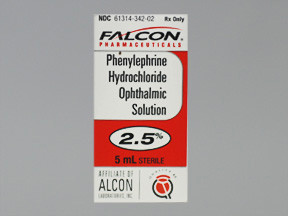 NDC 61314-342-02 Rx Only
FALCON
PHARMACEUTICALS
Phenylephrine
Hydrochloride
Ophthalmic
Solution
2.5%
5 mL STERILE
AFFILIATE OF
ALCON
LABORATORIES, INC.